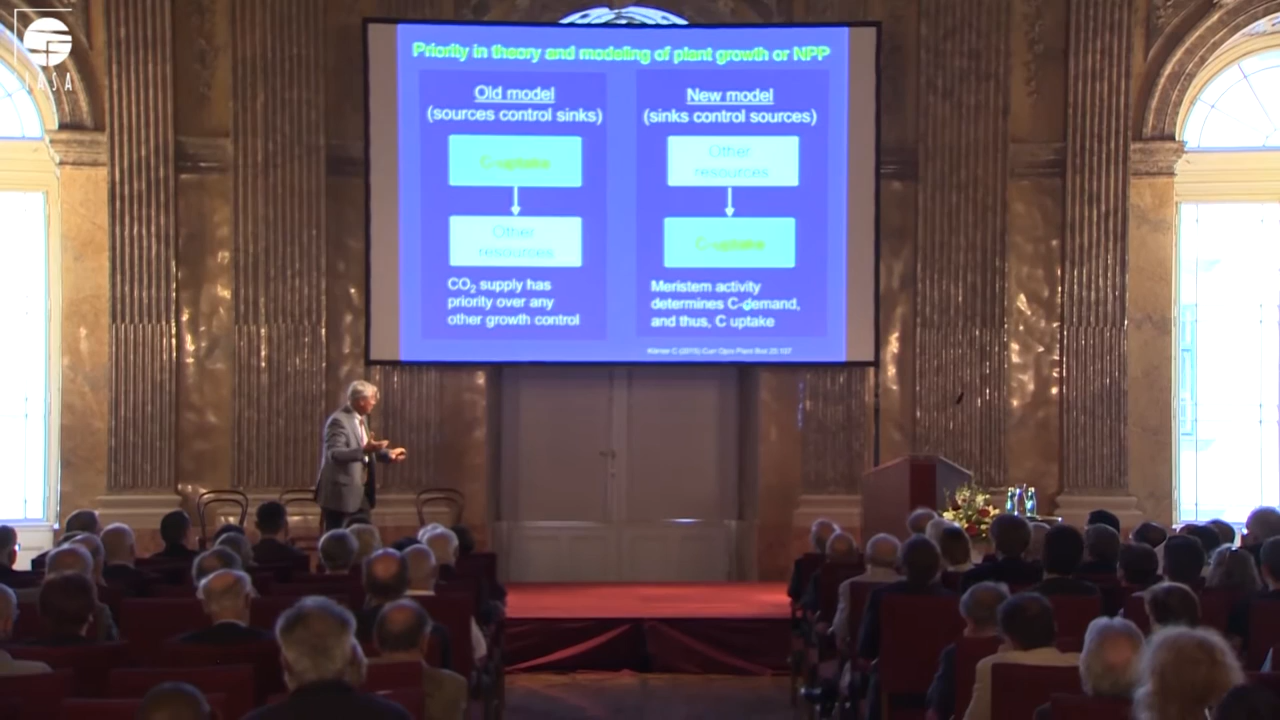 IIASA
Priority in theory and modeling of plant growth or NPP
Old model
(sources control sinks)
C-uptake
Other
resources
CO₂ supply has
priority over any
other growth control
New model
(sinks control sources)
Other
resources
C-uptake
Meristem activity
determines C-demand,
and thus, C uptake
Körner C (2015) Curr Opin Plant Biol 25:107